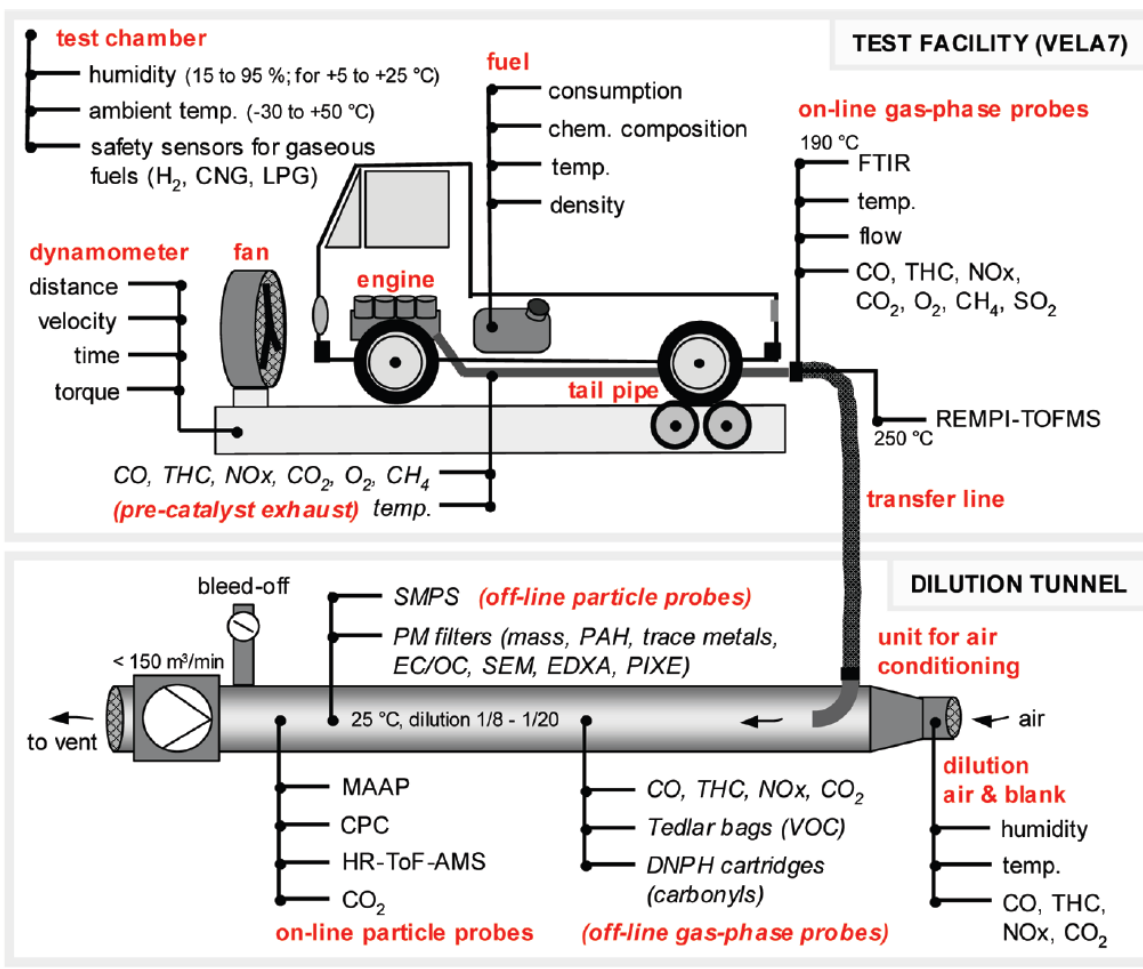 TEST FACILITY (VELA7)
test chamber
humidity (15 to 95 %; for +5 to +25 °C)
ambient temp. (-30 to +50 °C)
safety sensors for gaseous
fuels (H₂, CNG, LPG)
fuel
consumption
chem. composition
temp.
density
on-line gas-phase probes
190 °C
FTIR
temp.
flow
CO, THC, NOx,
CO₂, O₂, CH₄, SO₂
dynamometer
distance
velocity
time
torque
fan
engine
tail pipe
250 °C
REMPI-TOFMS
CO, THC, NOx, CO₂, O₂, CH₄
(pre-catalyst exhaust) temp.
transfer line
DILUTION TUNNEL
bleed-off
< 150 m³/min
SMPS (off-line particle probes)
PM filters (mass, PAH, trace metals,
EC/OC, SEM, EDXA, PIXE)
unit for air
conditioning
25 °C, dilution 1/8 - 1/20
to vent
air
MAAP
CPC
HR-ToF-AMS
CO₂
on-line particle probes
CO, THC, NOx, CO₂
Tedlar bags (VOC)
DNPH cartridges
(carbonyls)
(off-line gas-phase probes)
dilution
air & blank
humidity
temp.
CO, THC,
NOx, CO₂